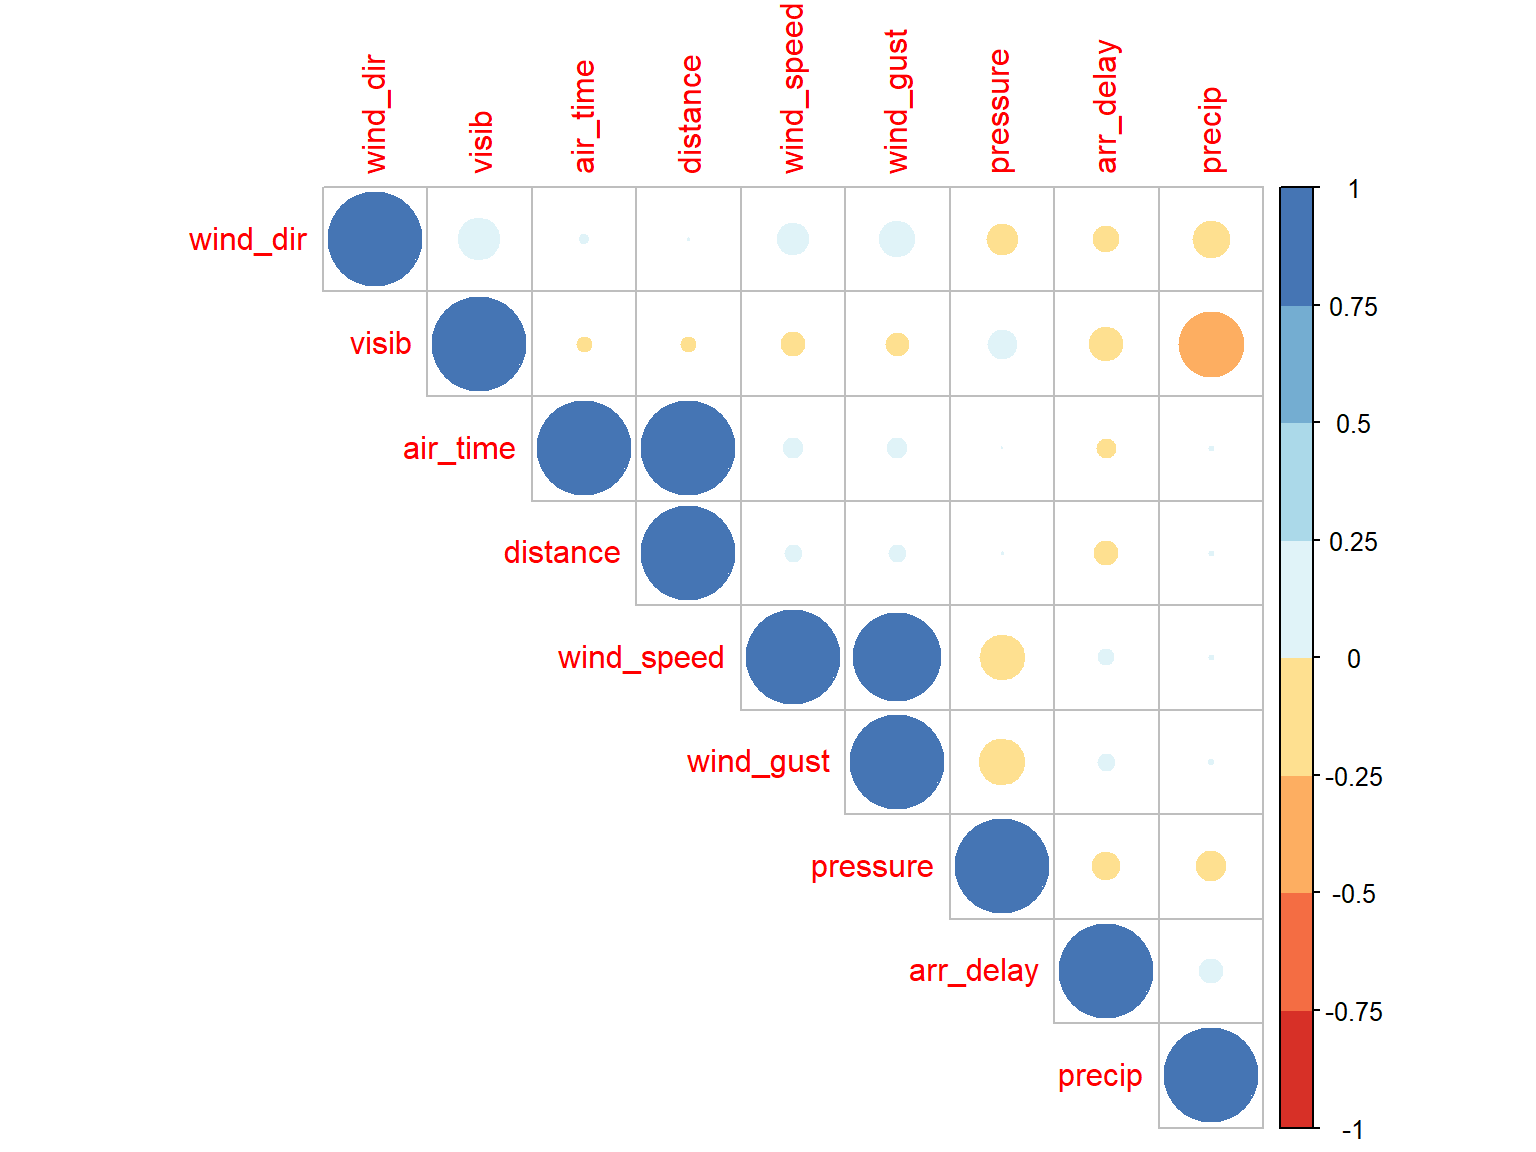 wind_dir
visib
air_time
distance
wind_speed
wind_gust
pressure
arr_delay
precip
wind_dir
visib
air_time
distance
wind_speed
wind_gust
pressure
arr_delay
precip
1
0.75
0.5
0.25
0
-0.25
-0.5
-0.75
-1